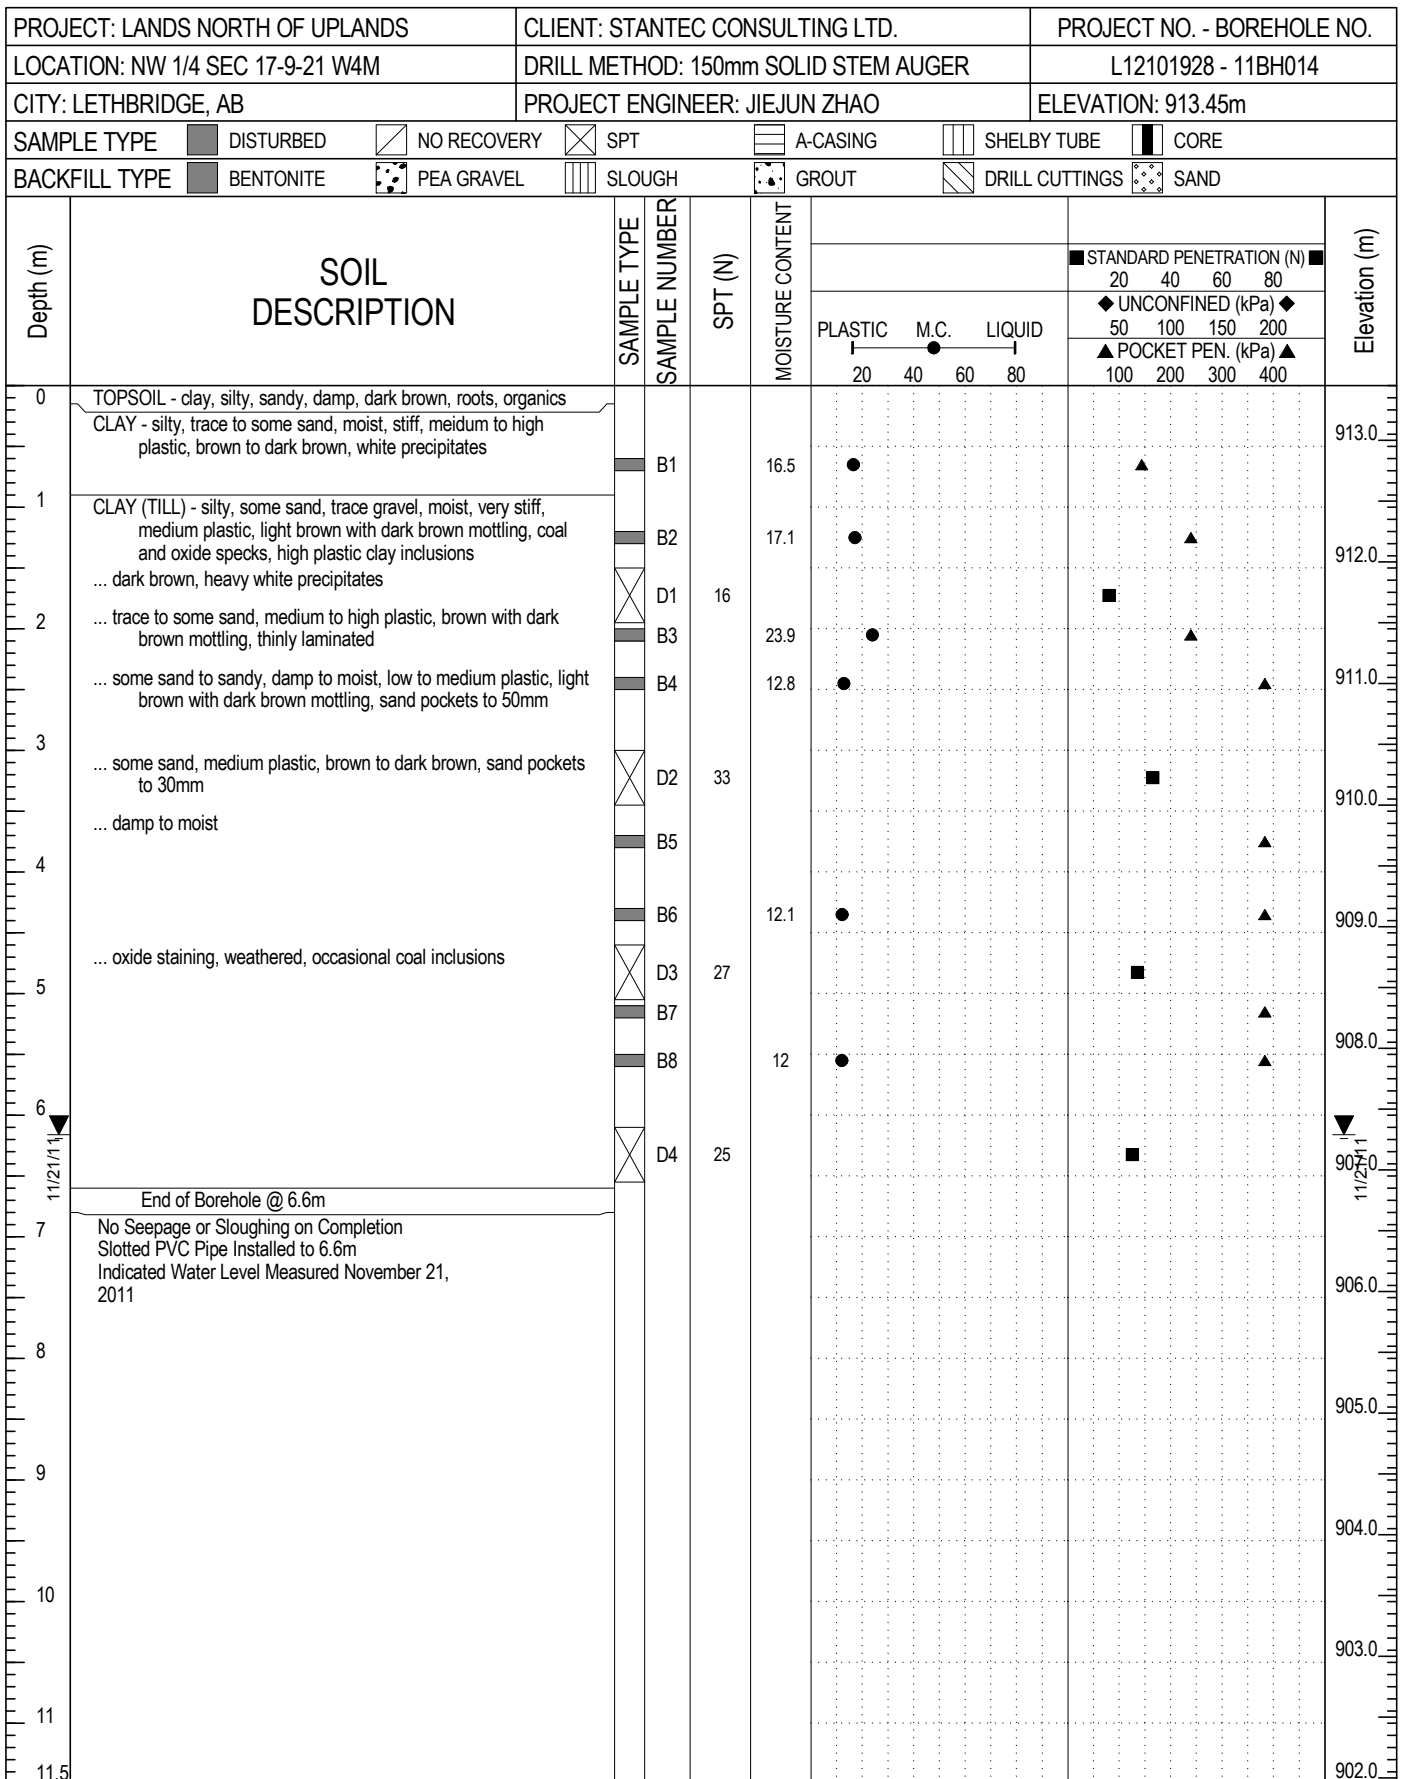 PROJECT: LANDS NORTH OF UPLANDS
CLIENT: STANTEC CONSULTING LTD.
PROJECT NO. - BOREHOLE NO.
LOCATION: NW 1/4 SEC 17-9-21 W4M
DRILL METHOD: 150mm SOLID STEM AUGER
L12101928 - 11BH014
CITY: LETHBRIDGE, AB
PROJECT ENGINEER: JIEJUN ZHAO
ELEVATION: 913.45m
SAMPLE TYPE DISTURBED NO RECOVERY SPT A-CASING SHELBY TUBE CORE
BACKFILL TYPE BENTONITE PEA GRAVEL SLOUGH GROUT DRILL CUTTINGS SAND
Depth (m)
SOIL
DESCRIPTION
SAMPLE TYPE
SAMPLE NUMBER
SPT (N)
MOISTURE CONTENT
PLASTIC M.C. LIQUID
20 40 60 80
STANDARD PENETRATION (N)
20 40 60 80
UNCONFINED (kPa)
50 100 150 200
POCKET PEN. (kPa)
100 200 300 400
Elevation (m)
0
TOPSOIL - clay, silty, sandy, damp, dark brown, roots, organics
CLAY - silty, trace to some sand, moist, stiff, meidum to high
plastic, brown to dark brown, white precipitates
913.0
B1 16.5
1
CLAY (TILL) - silty, some sand, trace gravel, moist, very stiff,
medium plastic, light brown with dark brown mottling, coal
and oxide specks, high plastic clay inclusions
B2 17.1
912.0
... dark brown, heavy white precipitates
D1 16
... trace to some sand, medium to high plastic, brown with dark
brown mottling, thinly laminated
2
B3 23.9
... some sand to sandy, damp to moist, low to medium plastic, light
brown with dark brown mottling, sand pockets to 50mm
B4 12.8
911.0
3
... some sand, medium plastic, brown to dark brown, sand pockets
to 30mm
D2 33
910.0
... damp to moist
B5
4
B6 12.1
909.0
... oxide staining, weathered, occasional coal inclusions
D3 27
5
B7
908.0
B8 12
6
11/21/11
D4 25
907.0
11/21/11
End of Borehole @ 6.6m
7
No Seepage or Sloughing on Completion
Slotted PVC Pipe Installed to 6.6m
Indicated Water Level Measured November 21,
2011
906.0
8
905.0
9
904.0
10
903.0
11
11.5
902.0